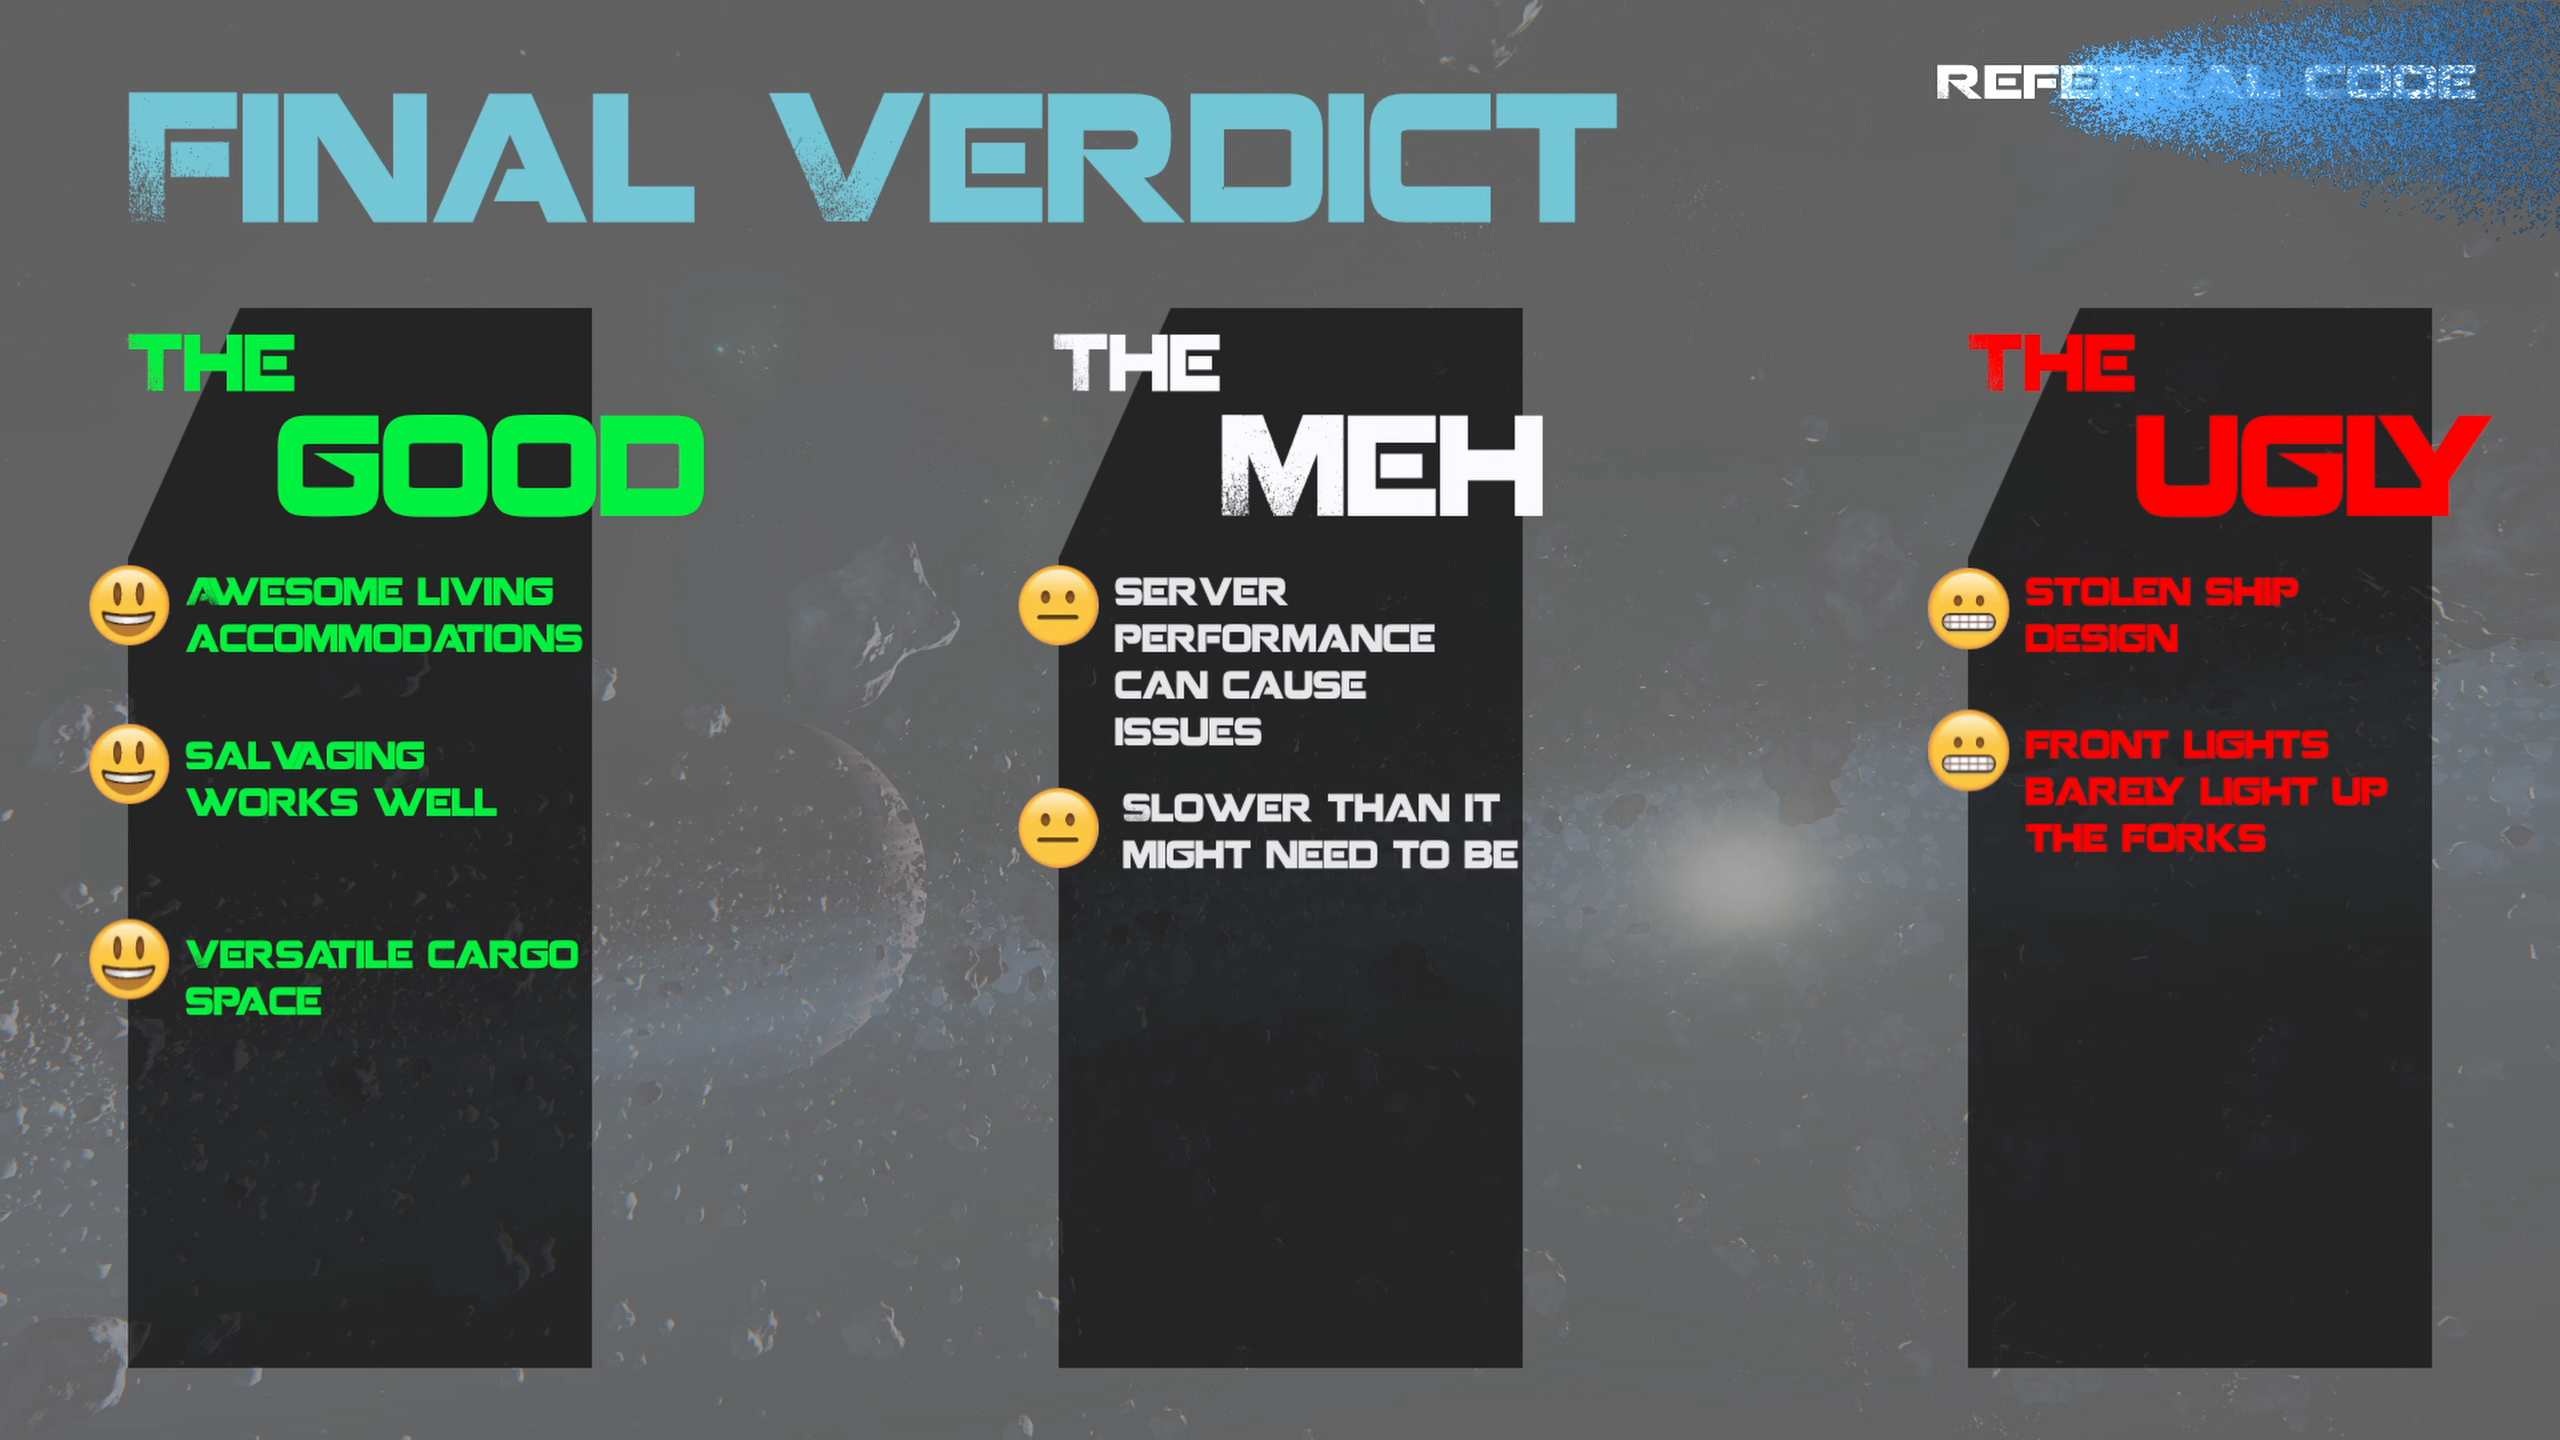 FINAL VERDICT
REFERRAL CODE
THE
GOOD
AWESOME LIVING
ACCOMMODATIONS
SALVAGING
WORKS WELL
VERSATILE CARGO
SPACE
THE
MEH
SERVER
PERFORMANCE
CAN CAUSE
ISSUES
SLOWER THAN IT
MIGHT NEED TO BE
THE
UGLY
STOLEN SHIP
DESIGN
FRONT LIGHTS
BARELY LIGHT UP
THE FORKS